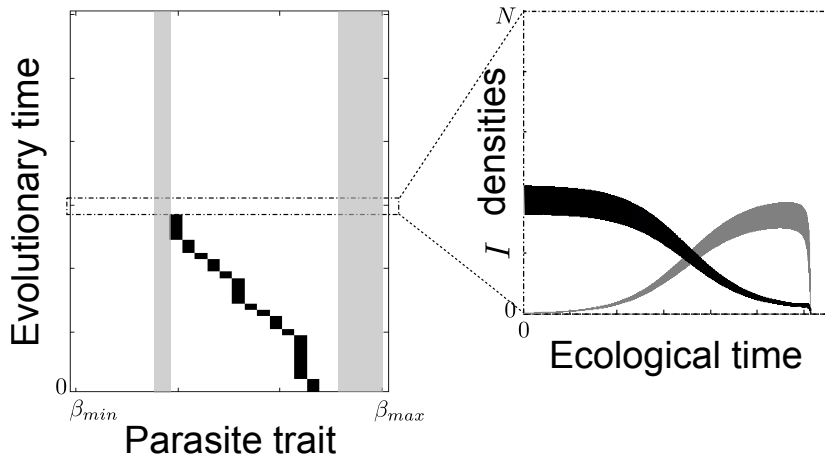 Evolutionary time
0
β_min
β_max
Parasite trait
N
I densities
0
0
Ecological time